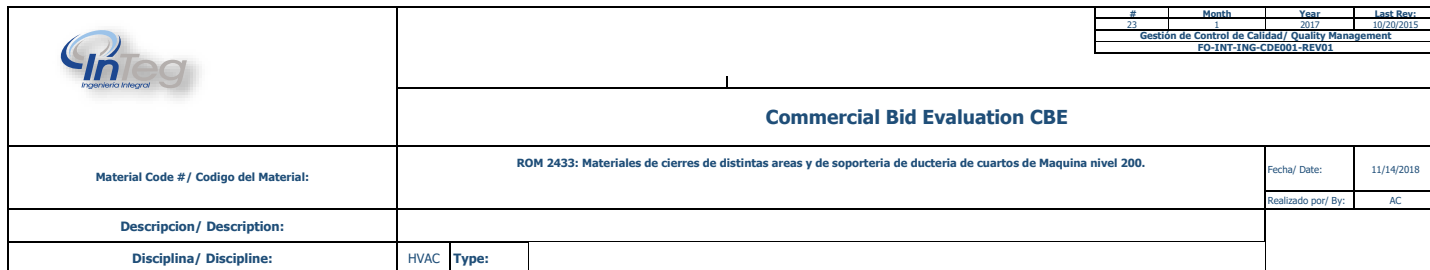 # Month Year Last Rev:
23 1 2017 10/20/2015
Gestión de Control de Calidad/ Quality Management
FO-INT-ING-CDE001-REV01
InTeg
Ingeniería Integral
Commercial Bid Evaluation CBE
Material Code #/ Codigo del Material:
ROM 2433: Materiales de cierres de distintas areas y de soporteria de ducteria de cuartos de Maquina nivel 200.
Fecha/ Date: 11/14/2018
Realizado por/ By: AC
Descripcion/ Description:
Disciplina/ Discipline: HVAC Type: